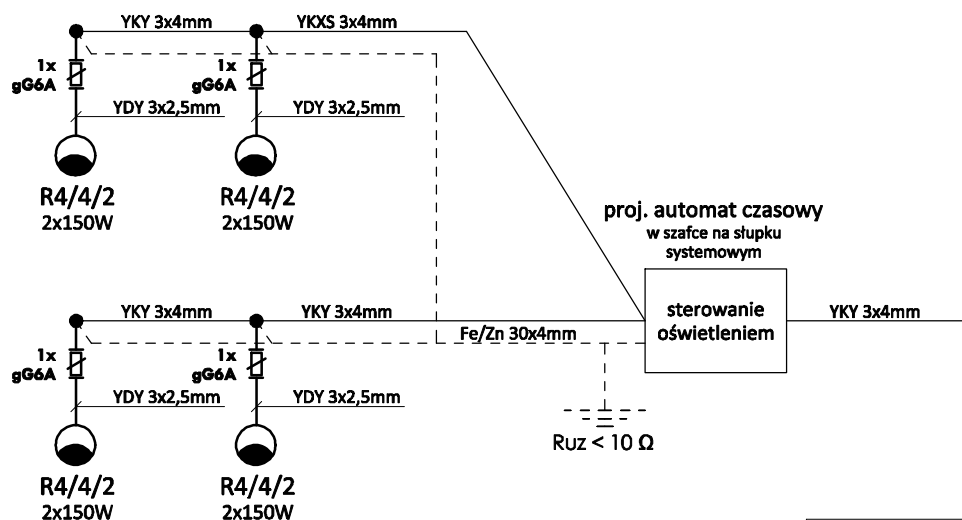 YKY 3x4mm
YKXS 3x4mm
1x
gG6A
1x
gG6A
YDY 3x2,5mm
YDY 3x2,5mm
R4/4/2
2x150W
R4/4/2
2x150W
proj. automat czasowy
w szafce na słupku
systemowym
sterowanie
oświetleniem
YKY 3x4mm
YKY 3x4mm
YKY 3x4mm
Fe/Zn 30x4mm
1x
gG6A
1x
gG6A
YDY 3x2,5mm
YDY 3x2,5mm
Ruz < 10 Ω
R4/4/2
2x150W
R4/4/2
2x150W